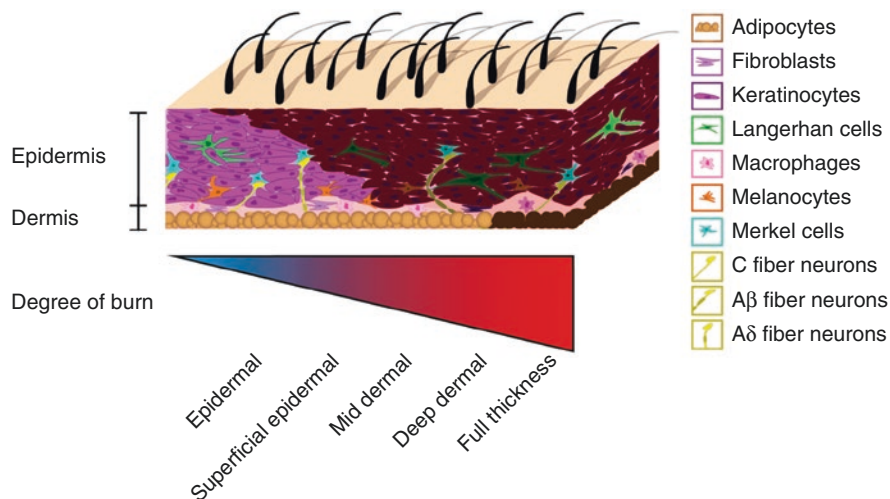 Epidermis
Dermis
Degree of burn
Epidermal
Superficial epidermal
Mid dermal
Deep dermal
Full thickness
Adipocytes
Fibroblasts
Keratinocytes
Langerhan cells
Macrophages
Melanocytes
Merkel cells
C fiber neurons
Aβ fiber neurons
Aδ fiber neurons